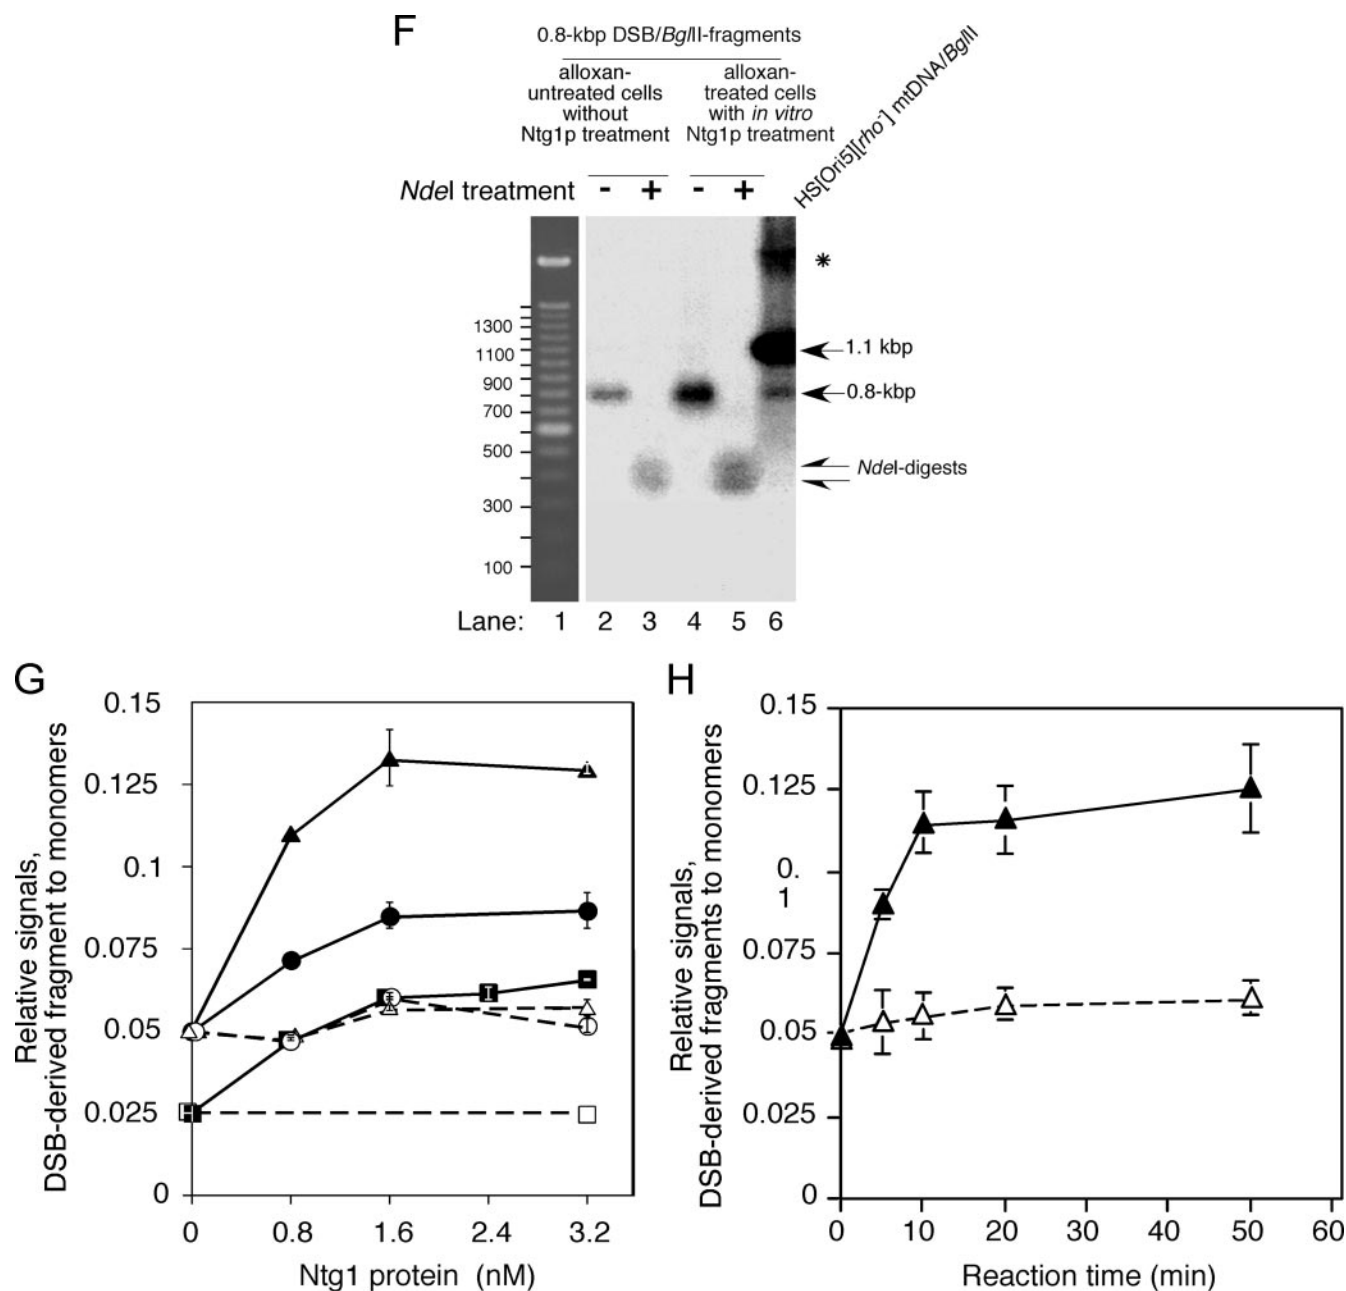 F
0.8-kbp DSB/BglII-fragments
alloxan-
untreated cells
without
Ntg1p treatment
alloxan-
treated cells
with in vitro
Ntg1p treatment
HS[Ori5][rho-] mtDNA/BglII
NdeI treatment - + - +
*
1300
1100
900
700
500
300
100
1.1 kbp
0.8-kbp
NdeI-digests
Lane: 1 2 3 4 5 6
G
Relative signals,
DSB-derived fragment to monomers
0.15
0.125
0.1
0.075
0.05
0.025
0
0 0.8 1.6 2.4 3.2
Ntg1 protein (nM)
H
Relative signals,
DSB-derived fragments to monomers
0.15
0.125
0.
1
0.075
0.05
0.025
0
0 10 20 30 40 50 60
Reaction time (min)